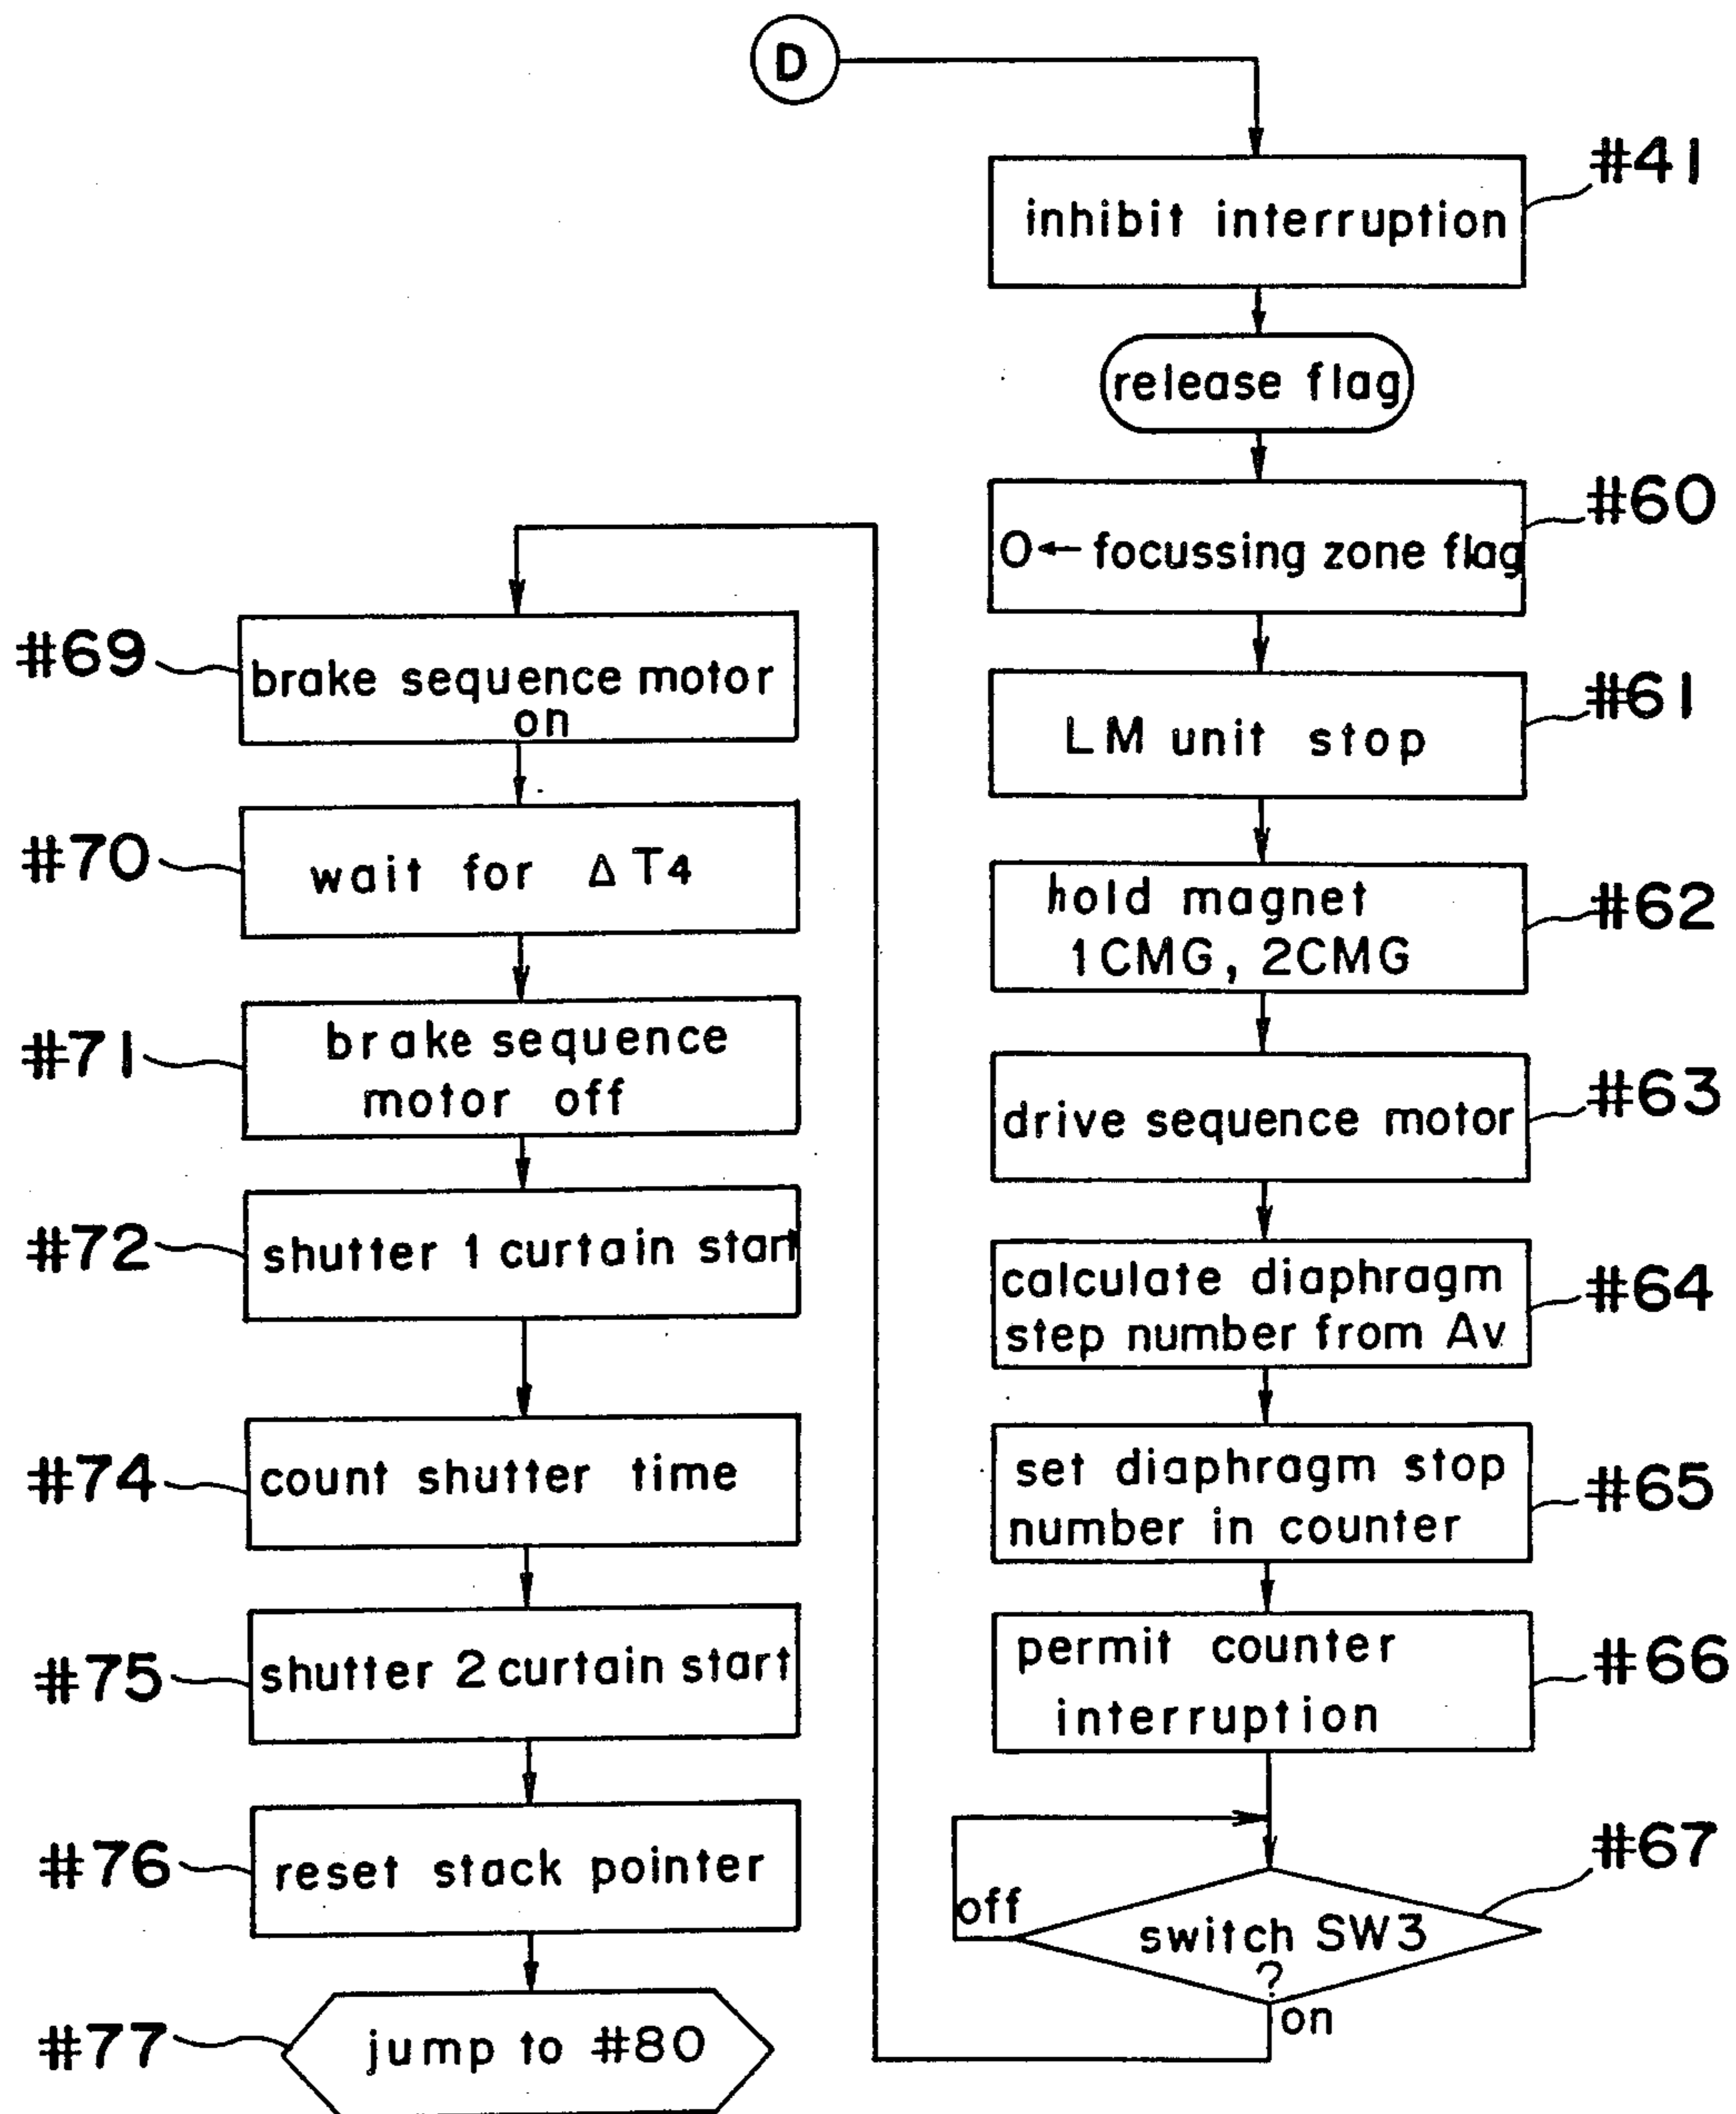 D
#41
inhibit interruption
release flag
#60
0←focussing zone flag
#61
LM unit stop
#62
hold magnet
1CMG, 2CMG
#63
drive sequence motor
#64
calculate diaphragm
step number from Av
#65
set diaphragm stop
number in counter
#66
permit counter
interruption
#67
off
switch SW3
?
on
#69
brake sequence motor
on
#70
wait for ΔT4
#71
brake sequence
motor off
#72
shutter 1 curtain start
#74
count shutter time
#75
shutter 2 curtain start
#76
reset stack pointer
#77
jump to #80